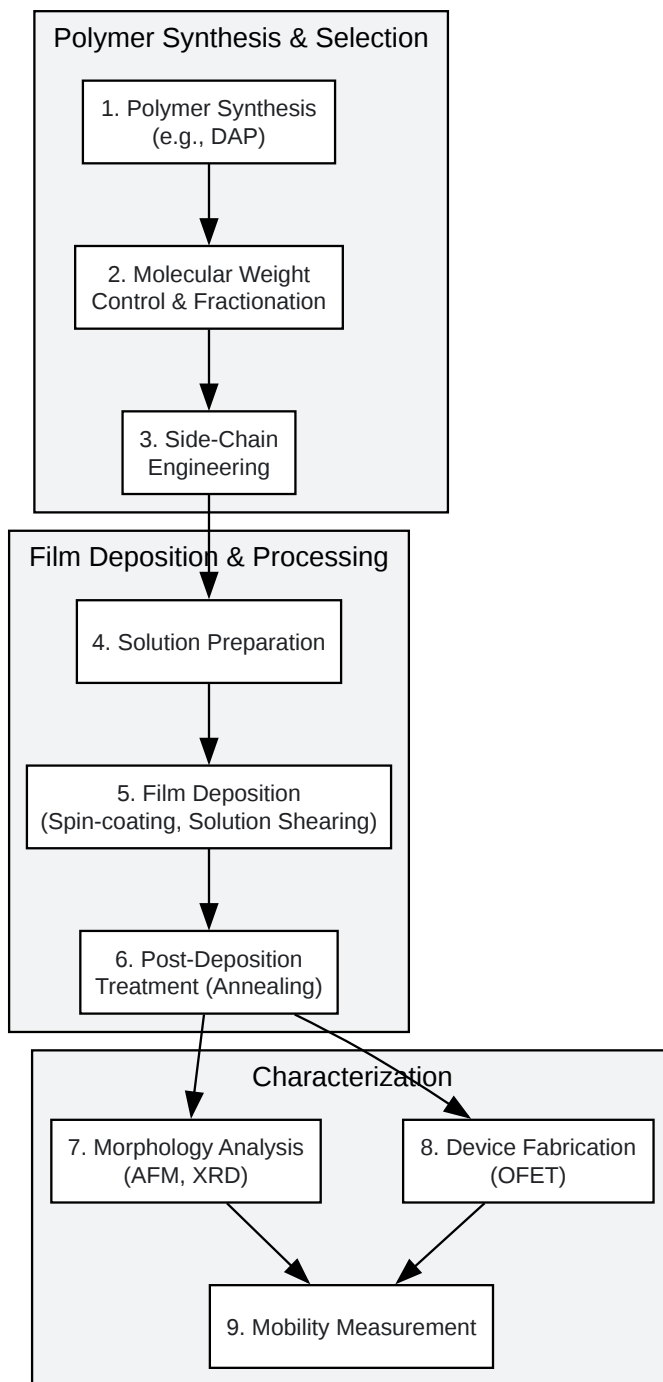 Polymer Synthesis & Selection
1. Polymer Synthesis
(e.g., DAP)
2. Molecular Weight
Control & Fractionation
3. Side-Chain
Engineering
Film Deposition & Processing
4. Solution Preparation
5. Film Deposition
(Spin-coating, Solution Shearing)
6. Post-Deposition
Treatment (Annealing)
Characterization
7. Morphology Analysis
(AFM, XRD)
8. Device Fabrication
(OFET)
9. Mobility Measurement